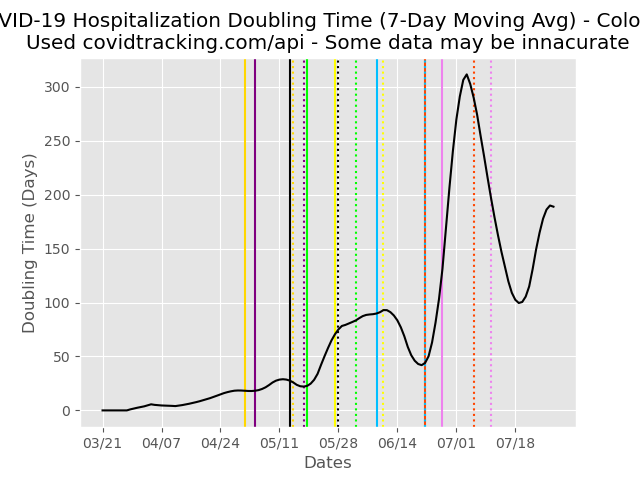 VID-19 Hospitalization Doubling Time (7-Day Moving Avg) - Colo
Used covidtracking.com/api - Some data may be innacurate
300
250
200
150
100
50
0
Doubling Time (Days)
03/21 04/07 04/24 05/11 05/28 06/14 07/01 07/18
Dates